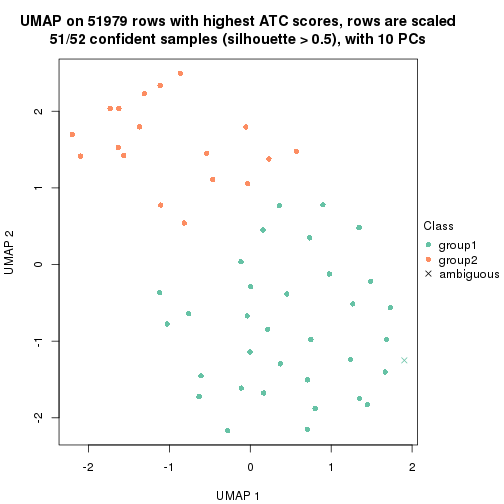 UMAP on 51979 rows with highest ATC scores, rows are scaled
51/52 confident samples (silhouette > 0.5), with 10 PCs
2
1
0
-1
-2
UMAP 2
-2
-1
0
1
2
UMAP 1
Class
group1
group2
ambiguous